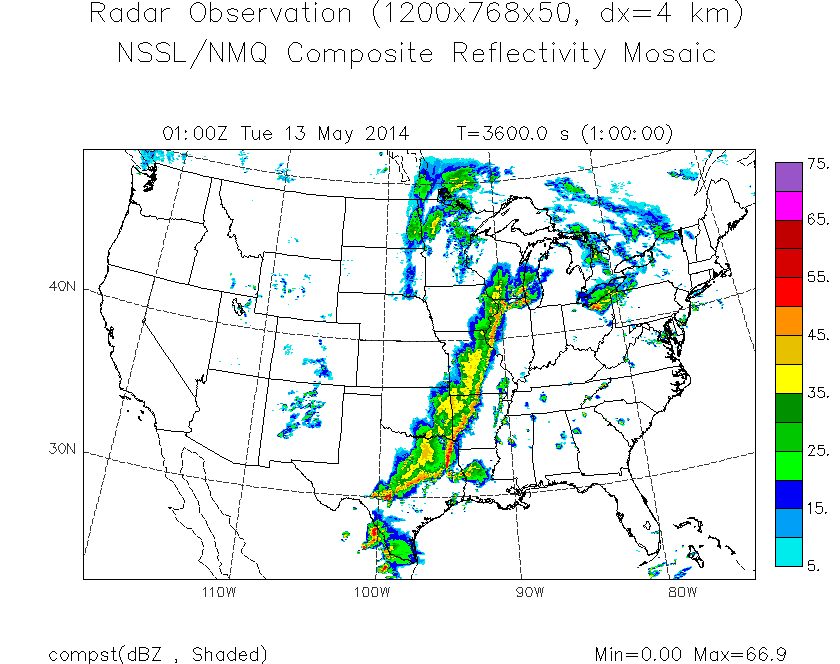 Radar Observation (1200x768x50, dx=4 km)
NSSL/NMQ Composite Reflectivity Mosaic
01:00Z Tue 13 May 2014 T=3600.0 s (1:00:00)
75.
65.
55.
45.
35.
25.
15.
5.
40N
30N
110W 100W 90W 80W
compst(dBZ , Shaded) Min=0.00 Max=66.9